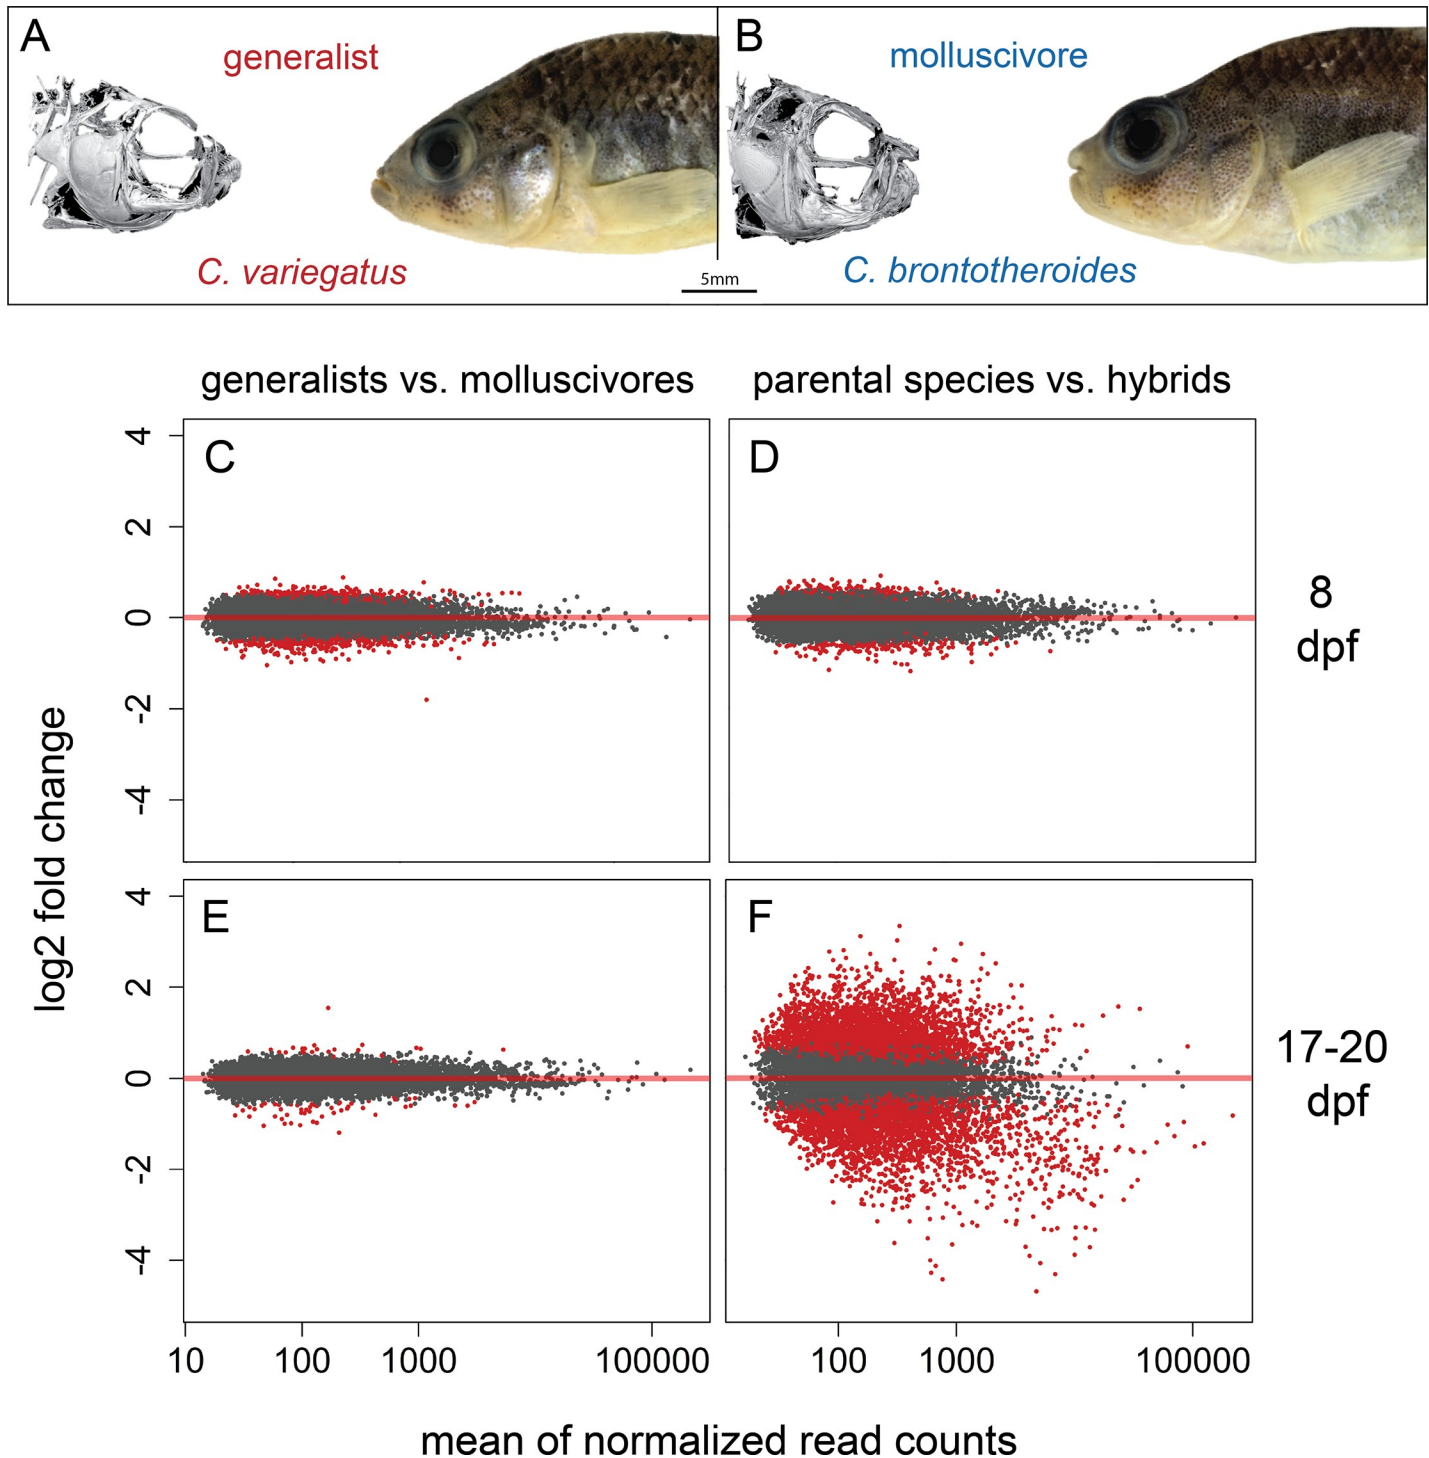 A
generalist
C. variegatus
B
molluscivore
C. brontotheroides
5mm
generalists vs. molluscivores
parental species vs. hybrids
log2 fold change
C
4
2
0
-2
-4
D
8
dpf
E
4
2
0
-2
-4
F
17-20
dpf
10 100 1000 100000
100 1000 100000
mean of normalized read counts